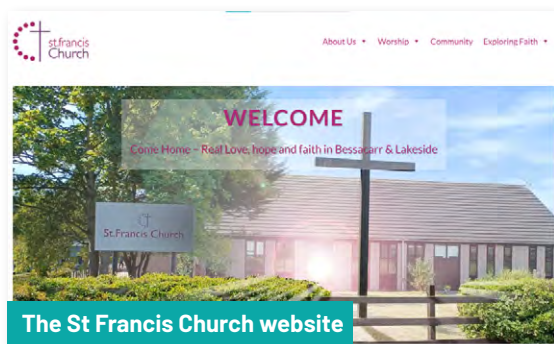 st.francis
Church
About Us Worship Community Exploring Faith
WELCOME
Come Home – Real Love, hope and faith in Bessacarr & Lakeside
St.Francis Church
The St Francis Church website